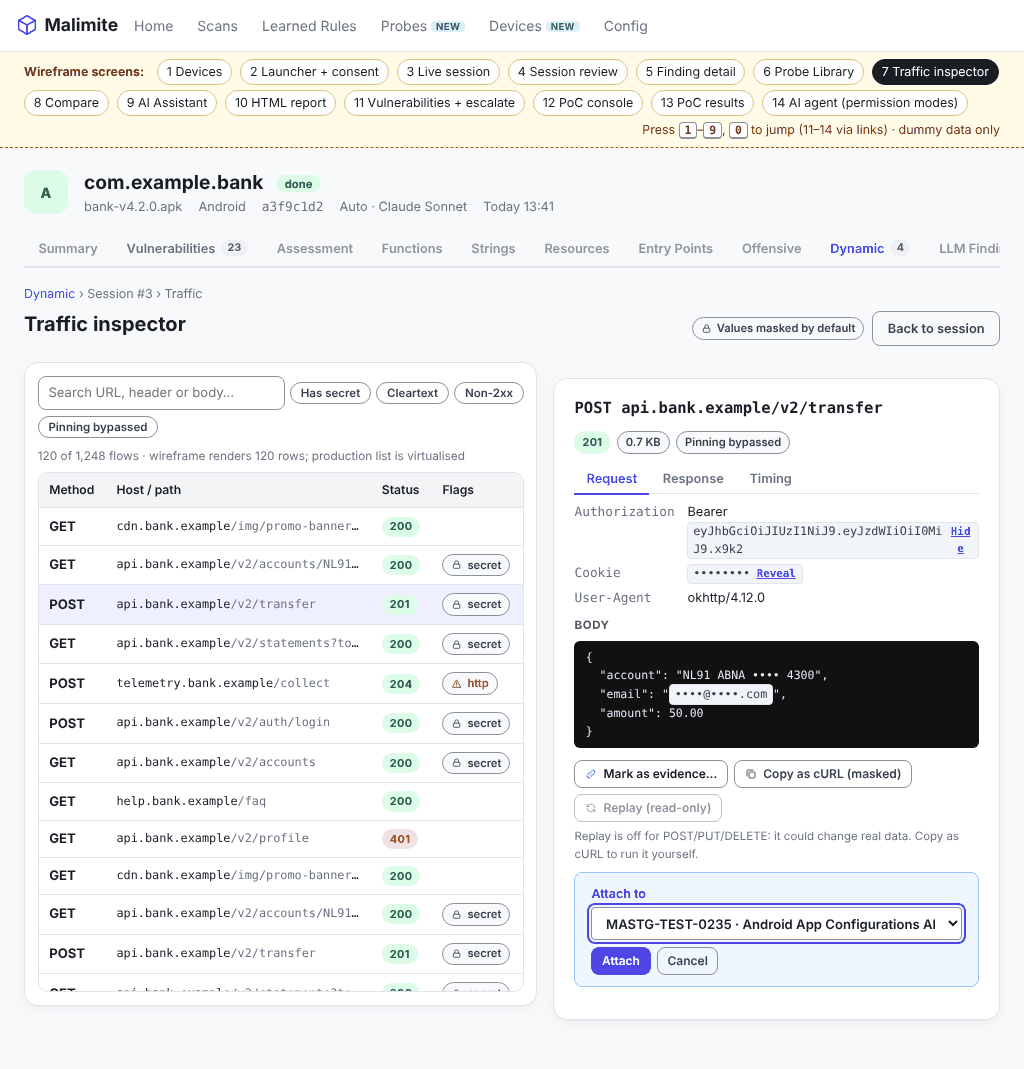 Malimite Home Scans Learned Rules Probes NEW Devices NEW Config
Wireframe screens: 1 Devices 2 Launcher + consent 3 Live session 4 Session review 5 Finding detail 6 Probe Library 7 Traffic inspector
8 Compare 9 AI Assistant 10 HTML report 11 Vulnerabilities + escalate 12 PoC console 13 PoC results 14 AI agent (permission modes)
Press 1–9, 0 to jump (11–14 via links) · dummy data only
A
com.example.bank done
bank-v4.2.0.apk Android a3f9c1d2 Auto · Claude Sonnet Today 13:41
Summary Vulnerabilities 23 Assessment Functions Strings Resources Entry Points Offensive Dynamic 4 LLM Findi
Dynamic › Session #3 › Traffic
Traffic inspector
Values masked by default Back to session
Search URL, header or body... Has secret Cleartext Non-2xx
Pinning bypassed
120 of 1,248 flows · wireframe renders 120 rows; production list is virtualised
Method Host / path Status Flags
GET cdn.bank.example/img/promo-banner… 200
GET api.bank.example/v2/accounts/NL91… 200 secret
POST api.bank.example/v2/transfer 201 secret
GET api.bank.example/v2/statements?to… 200 secret
POST telemetry.bank.example/collect 204 http
POST api.bank.example/v2/auth/login 200 secret
GET api.bank.example/v2/accounts 200 secret
GET help.bank.example/faq 200
GET api.bank.example/v2/profile 401
GET cdn.bank.example/img/promo-banner… 200
GET api.bank.example/v2/accounts/NL91… 200 secret
POST api.bank.example/v2/transfer 201 secret
POST api.bank.example/v2/transfer
201 0.7 KB Pinning bypassed
Request Response Timing
Authorization Bearer
eyJhbGciOiJIUzI1NiJ9.eyJzdWIiOiI0Mi Hid
J9.x9k2 e
Cookie •••••••• Reveal
User-Agent okhttp/4.12.0
BODY
{
"account": "NL91 ABNA •••• 4300",
"email": "••••@••••.com",
"amount": 50.00
}
Mark as evidence... Copy as cURL (masked)
Replay (read-only)
Replay is off for POST/PUT/DELETE: it could change real data. Copy as
cURL to run it yourself.
Attach to
MASTG-TEST-0235 · Android App Configurations Al
Attach Cancel